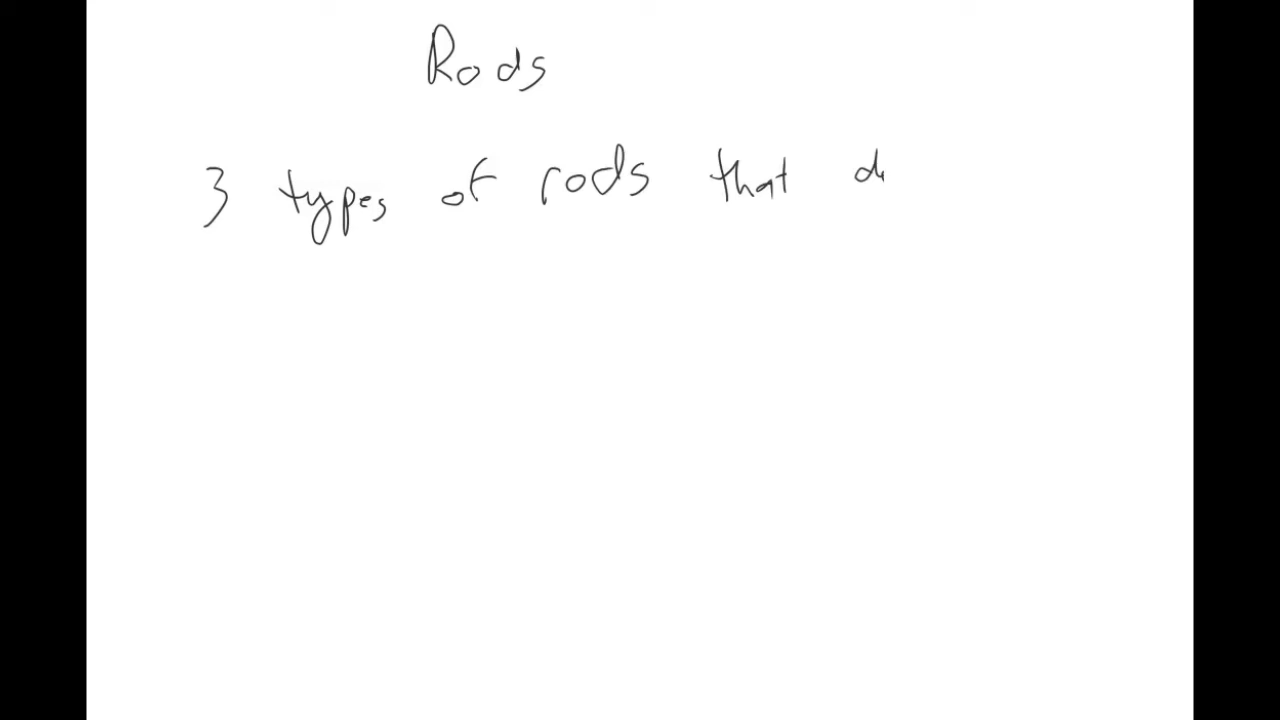 Rods
3 types of rods that d